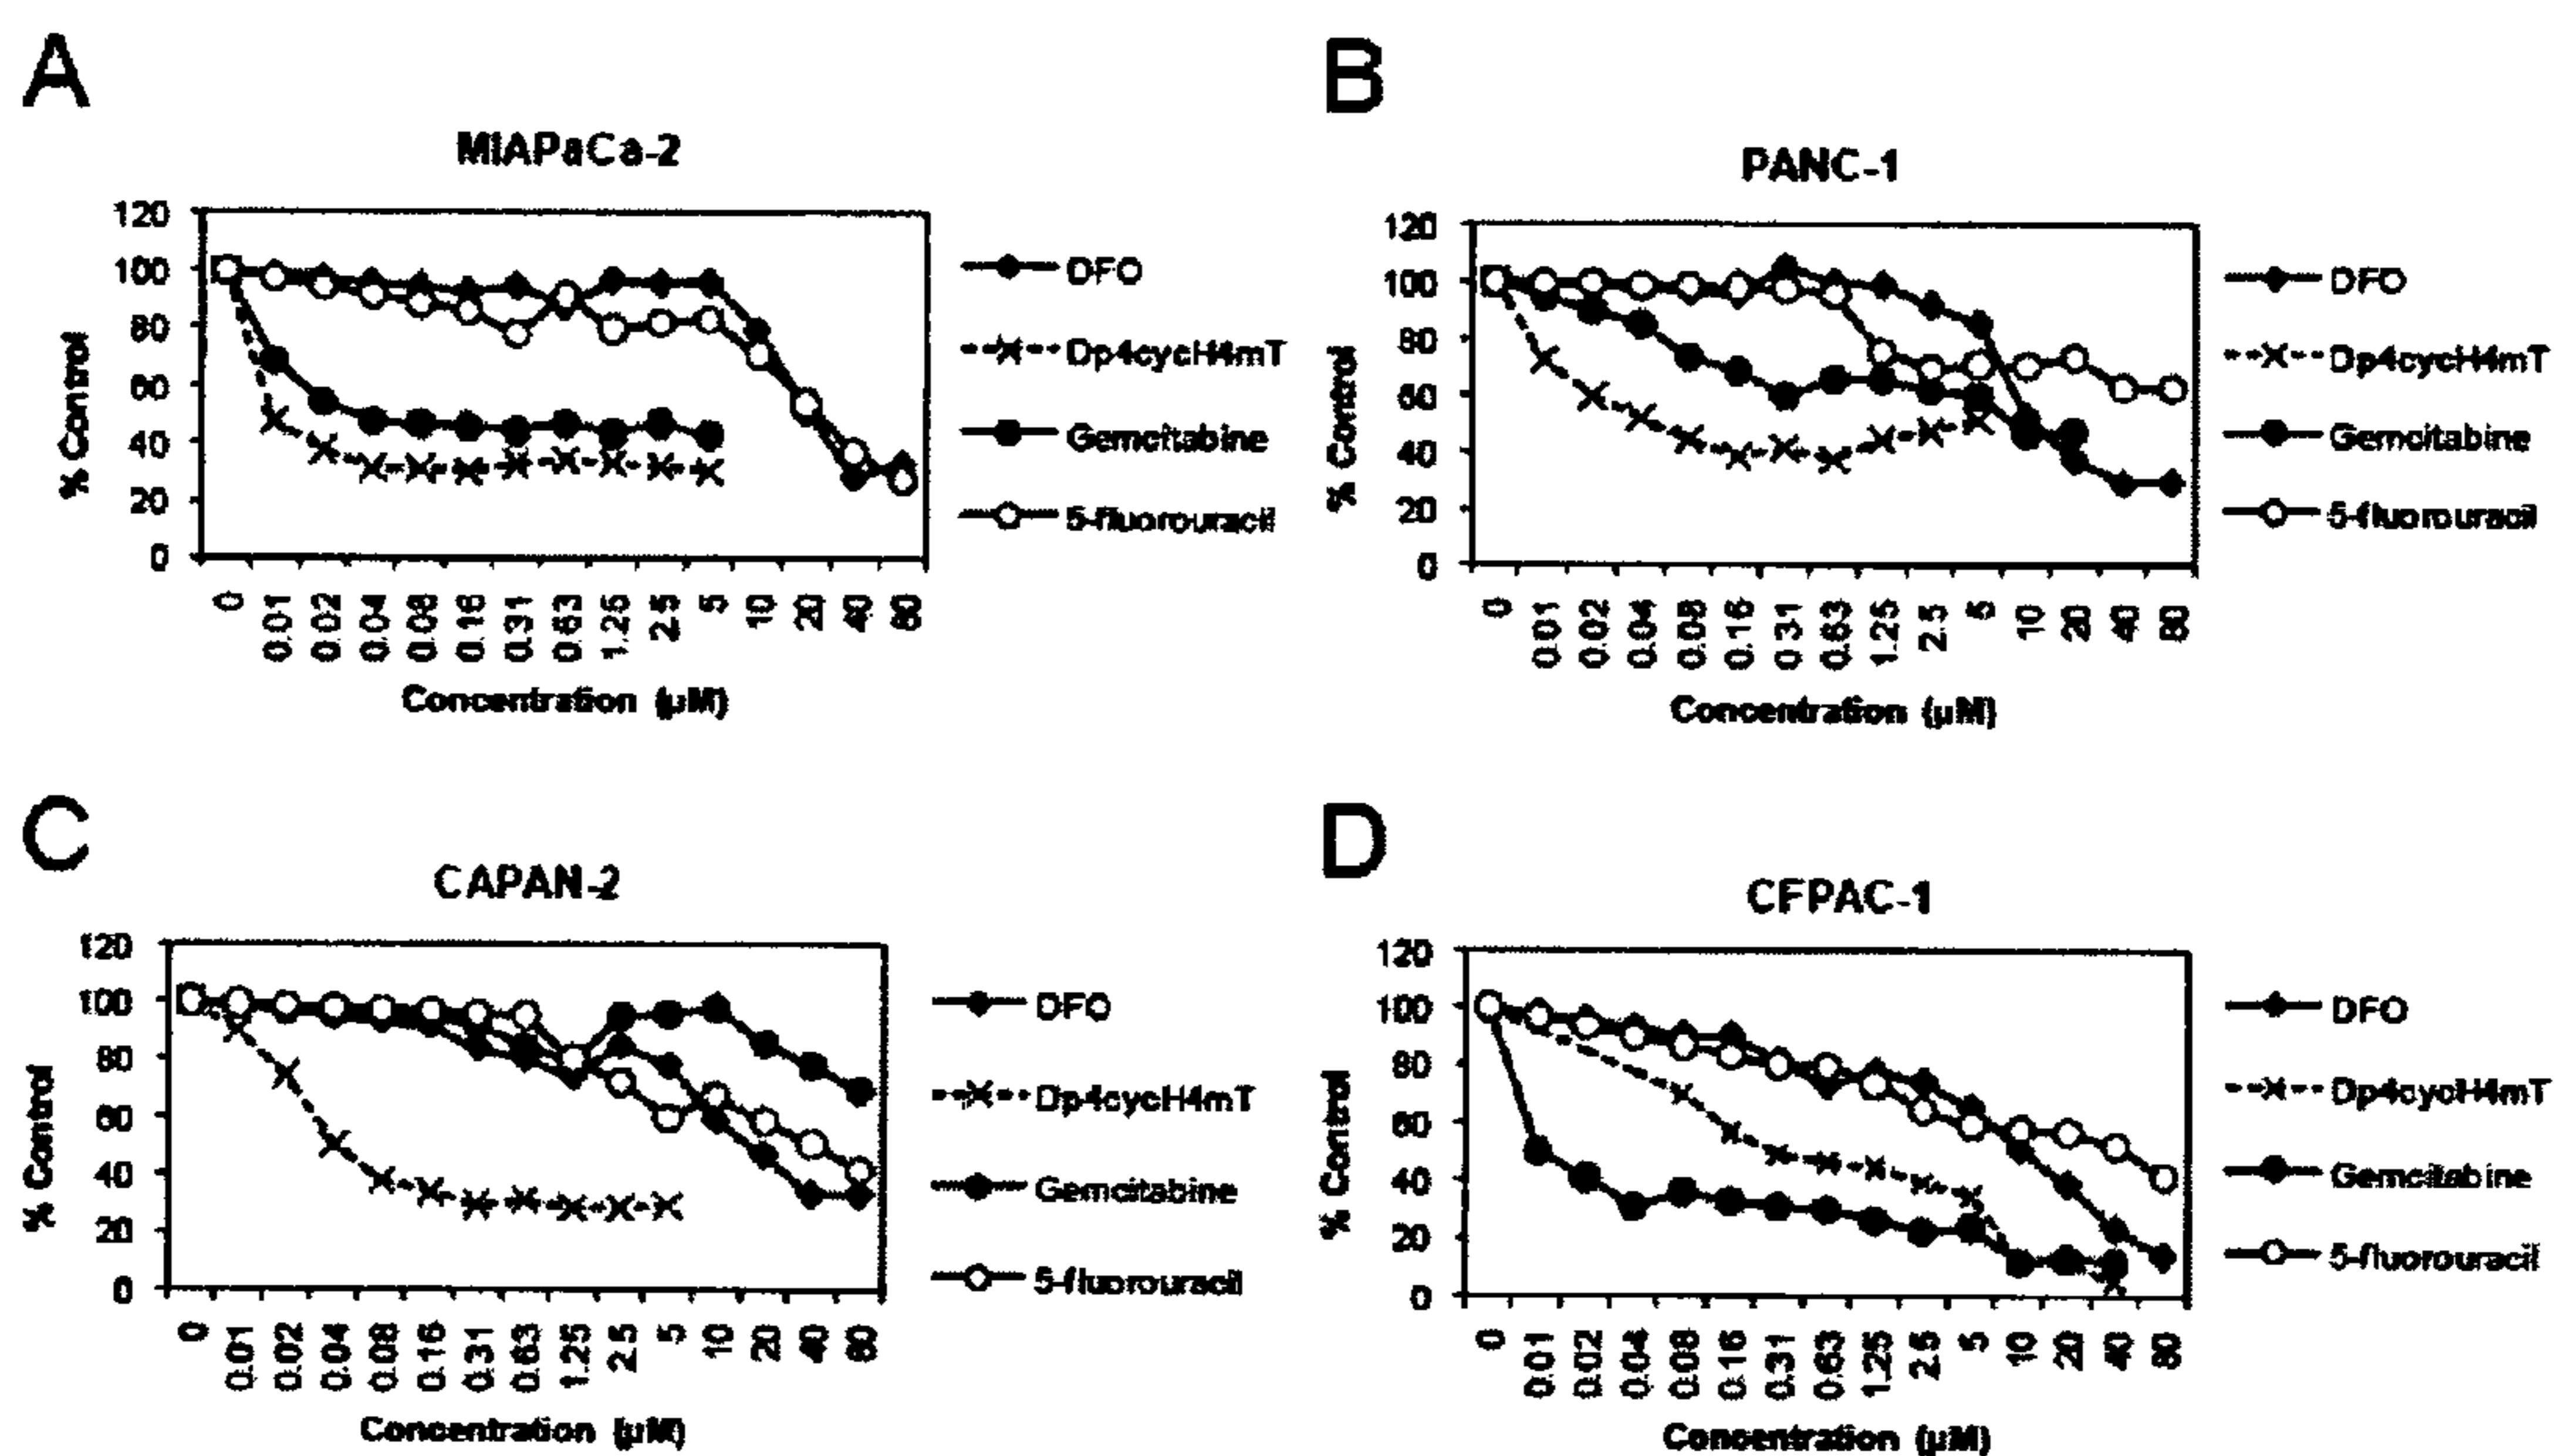 A
MIAPaCa-2
120
100
80
60
40
20
0
% Control
0
0.01
0.02
0.04
0.08
0.16
0.31
0.63
1.25
2.5
5
10
20
40
80
Concentration (µM)
DFO
Dp4cycH4mT
Gemcitabine
5-fluorouracil
B
PANC-1
120
100
80
60
40
20
0
% Control
0
0.01
0.02
0.04
0.08
0.16
0.31
0.63
1.25
2.5
5
10
20
40
80
Concentration (µM)
DFO
Dp4cycH4mT
Gemcitabine
5-fluorouracil
C
CAPAN-2
120
100
80
60
40
20
0
% Control
0
0.01
0.02
0.04
0.08
0.16
0.31
0.63
1.25
2.5
5
10
20
40
80
Concentration (µM)
DFO
Dp4cycH4mT
Gemcitabine
5-fluorouracil
D
CFPAC-1
120
100
80
60
40
20
0
% Control
0
0.01
0.02
0.04
0.08
0.16
0.31
0.63
1.25
2.5
5
10
20
40
80
Concentration (µM)
DFO
Dp4cycH4mT
Gemcitabine
5-fluorouracil